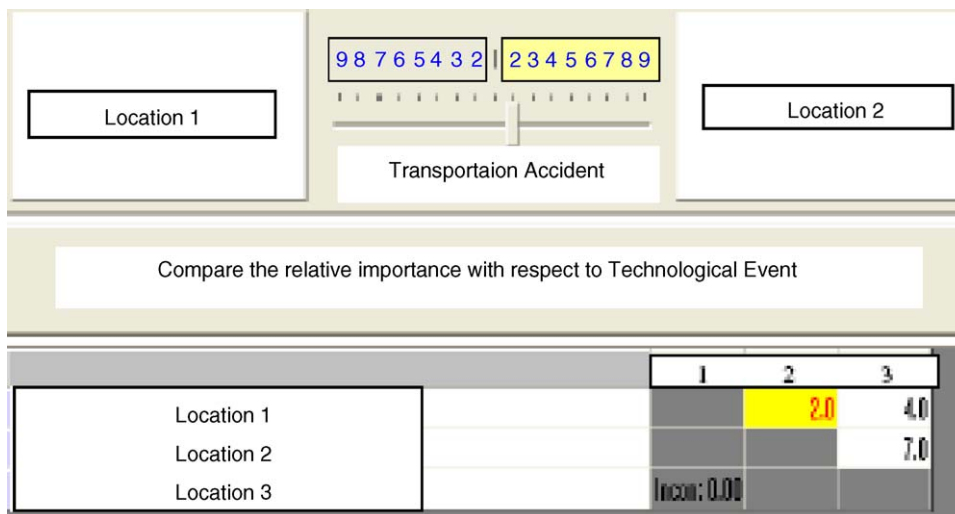 9 8 7 6 5 4 3 2 2 3 4 5 6 7 8 9
Location 1
Location 2
Transportaion Accident
Compare the relative importance with respect to Technological Event
1 2 3
Location 1 2.0 4.0
Location 2 7.0
Location 3 Incon: 0.00